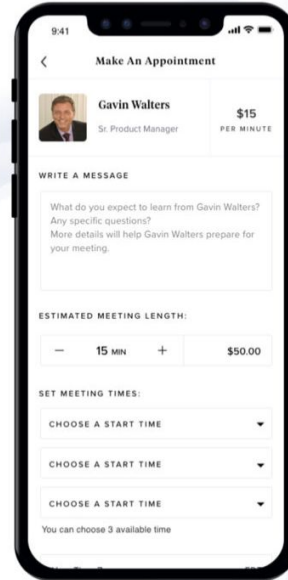 9:41
Make An Appointment
Gavin Walters
Sr. Product Manager
$15
PER MINUTE
WRITE A MESSAGE
What do you expect to learn from Gavin Walters?
Any specific questions?
More details will help Gavin Walters prepare for
your meeting.
ESTIMATED MEETING LENGTH:
— 15 MIN + $50.00
SET MEETING TIMES:
CHOOSE A START TIME
CHOOSE A START TIME
CHOOSE A START TIME
You can choose 3 available time